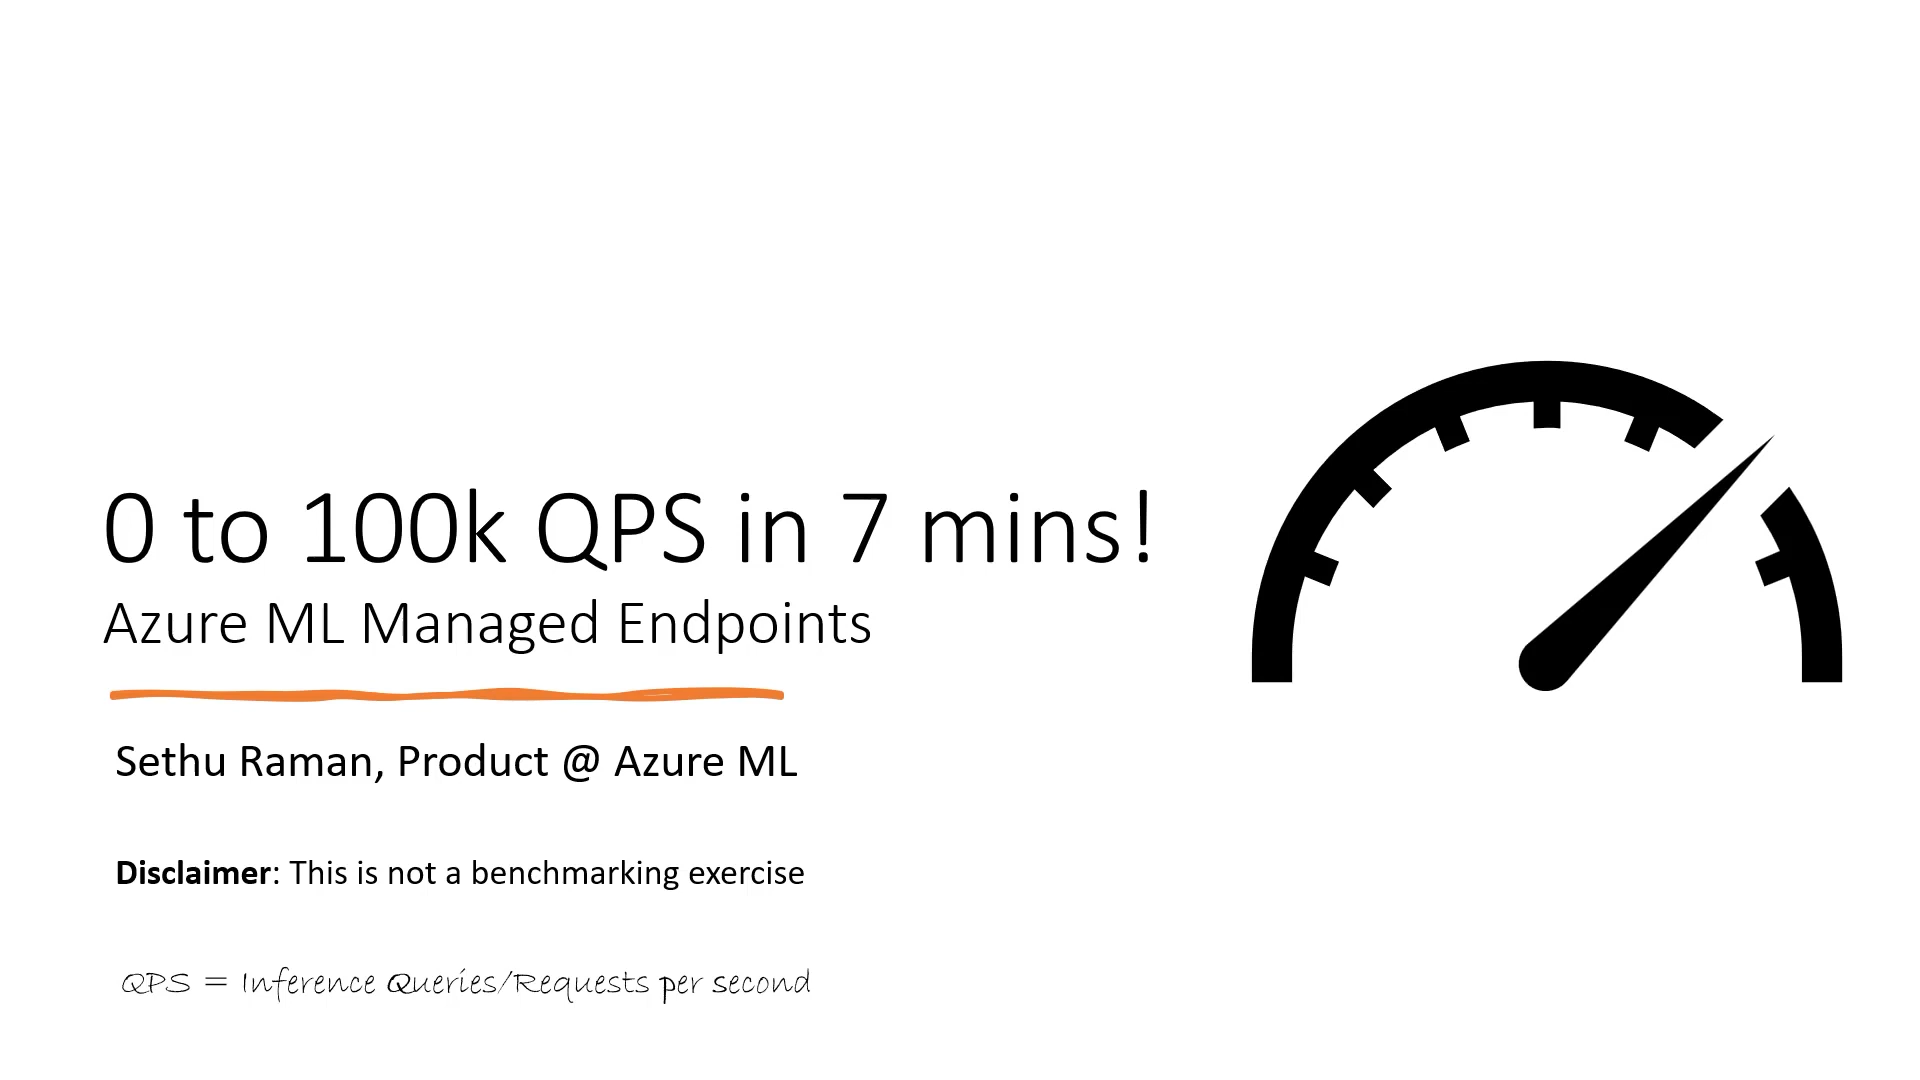 0 to 100k QPS in 7 mins!
Azure ML Managed Endpoints
Sethu Raman, Product @ Azure ML
Disclaimer: This is not a benchmarking exercise
QPS = Inference Queries/Requests per second